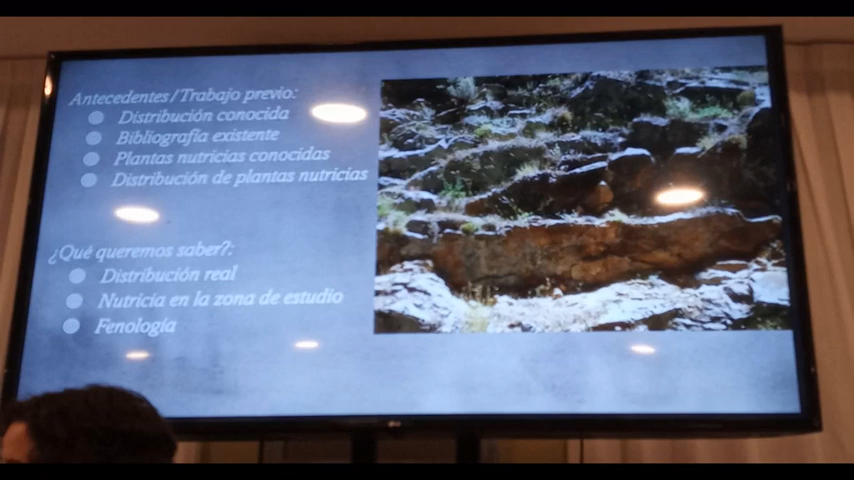 Antecedentes/Trabajo previo:
Distribución conocida
Bibliografía existente
Plantas nutricias conocidas
Distribución de plantas nutricias
¿Qué queremos saber?:
Distribución real
Nutricia en la zona de estudio
Fenología